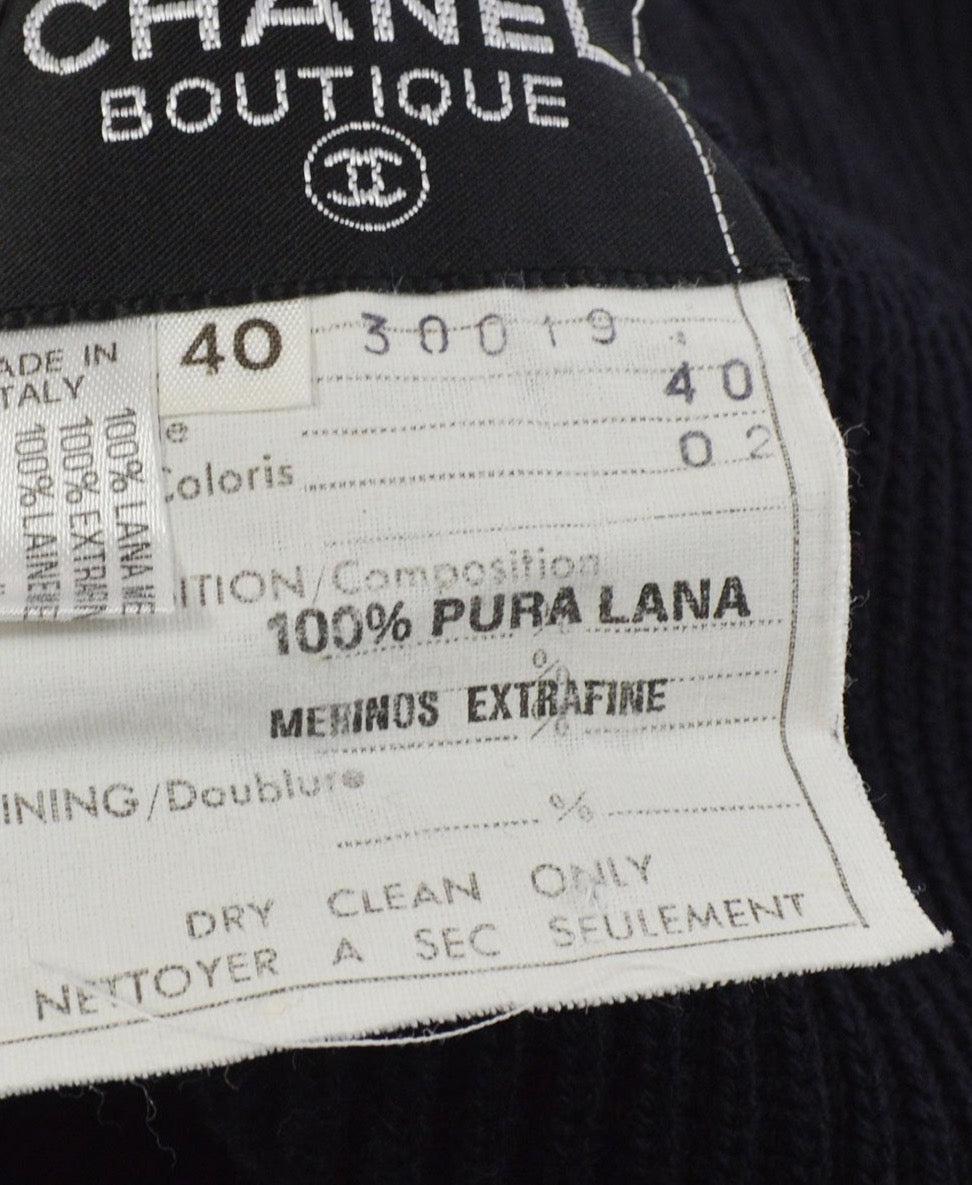 CHANEL
BOUTIQUE
40
30019
40
02
ADE IN
TALY
100% LANA
100% EXTRA
100% LAINE
e
Coloris
ITION/Composition
100% PURA LANA
%
MERINOS EXTRAFINE
%
INING/Doublure
%
DRY CLEAN ONLY
NETTOYER A SEC SEULEMENT